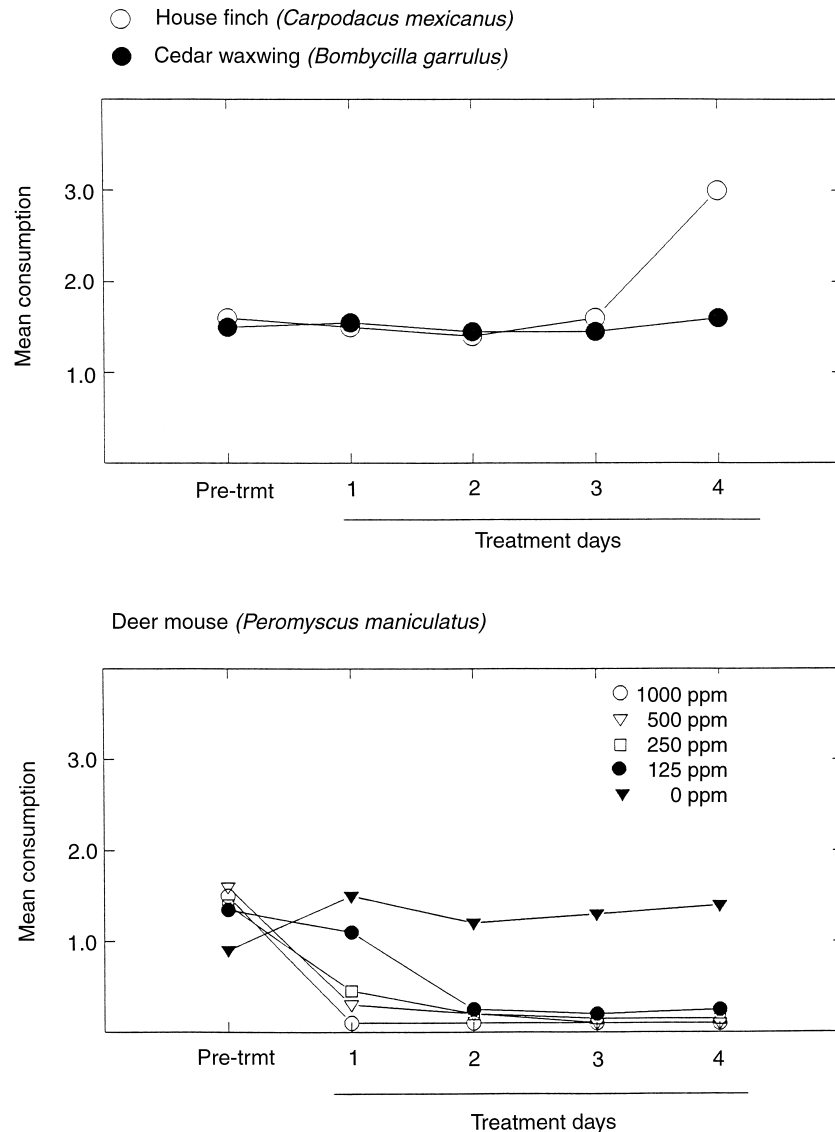 House finch (Carpodacus mexicanus)
Cedar waxwing (Bombycilla garrulus)
Mean consumption
3.0
2.0
1.0
Pre-trmt 1 2 3 4
Treatment days
Deer mouse (Peromyscus maniculatus)
1000 ppm
500 ppm
250 ppm
125 ppm
0 ppm
Mean consumption
3.0
2.0
1.0
Pre-trmt 1 2 3 4
Treatment days